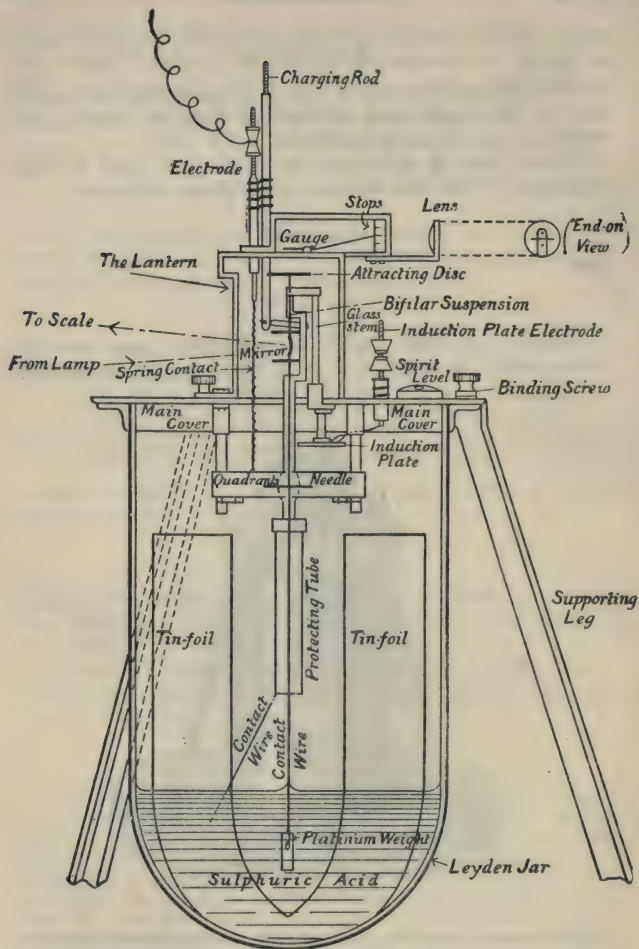 Charging Rod
Electrode
Stops
Lens
Gauge
("End-on"
View)
The Lantern
Attracting Disc
Bifilar Suspension
Glass
stem
To Scale
Induction Plate Electrode
Mirror
From Lamp
Spring Contact
Spirit
Level
Binding Screw
Main
Cover
Main
Cover
Induction
Plate
Quadrants
Needle
Protecting Tube
Supporting
Leg
Tin-foil
Tin-foil
Contact
Wire
Contact
Wire
Platinum Weight
Sulphuric Acid
Leyden Jar